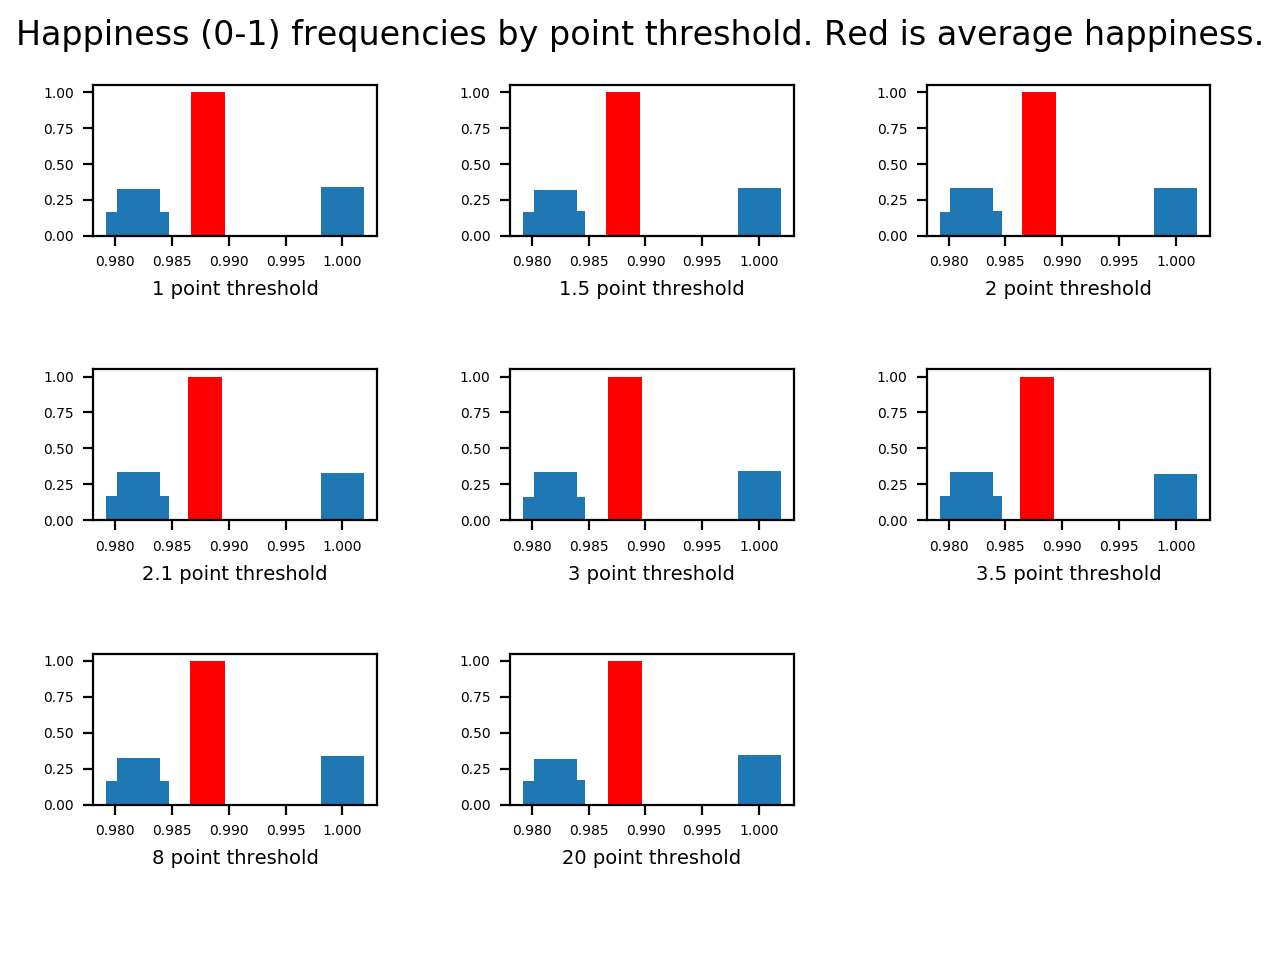 Happiness (0-1) frequencies by point threshold. Red is average happiness.
1.00 0.75 0.50 0.25 0.00
0.980 0.985 0.990 0.995 1.000
1 point threshold
1.00 0.75 0.50 0.25 0.00
0.980 0.985 0.990 0.995 1.000
1.5 point threshold
1.00 0.75 0.50 0.25 0.00
0.980 0.985 0.990 0.995 1.000
2 point threshold
1.00 0.75 0.50 0.25 0.00
0.980 0.985 0.990 0.995 1.000
2.1 point threshold
1.00 0.75 0.50 0.25 0.00
0.980 0.985 0.990 0.995 1.000
3 point threshold
1.00 0.75 0.50 0.25 0.00
0.980 0.985 0.990 0.995 1.000
3.5 point threshold
1.00 0.75 0.50 0.25 0.00
0.980 0.985 0.990 0.995 1.000
8 point threshold
1.00 0.75 0.50 0.25 0.00
0.980 0.985 0.990 0.995 1.000
20 point threshold